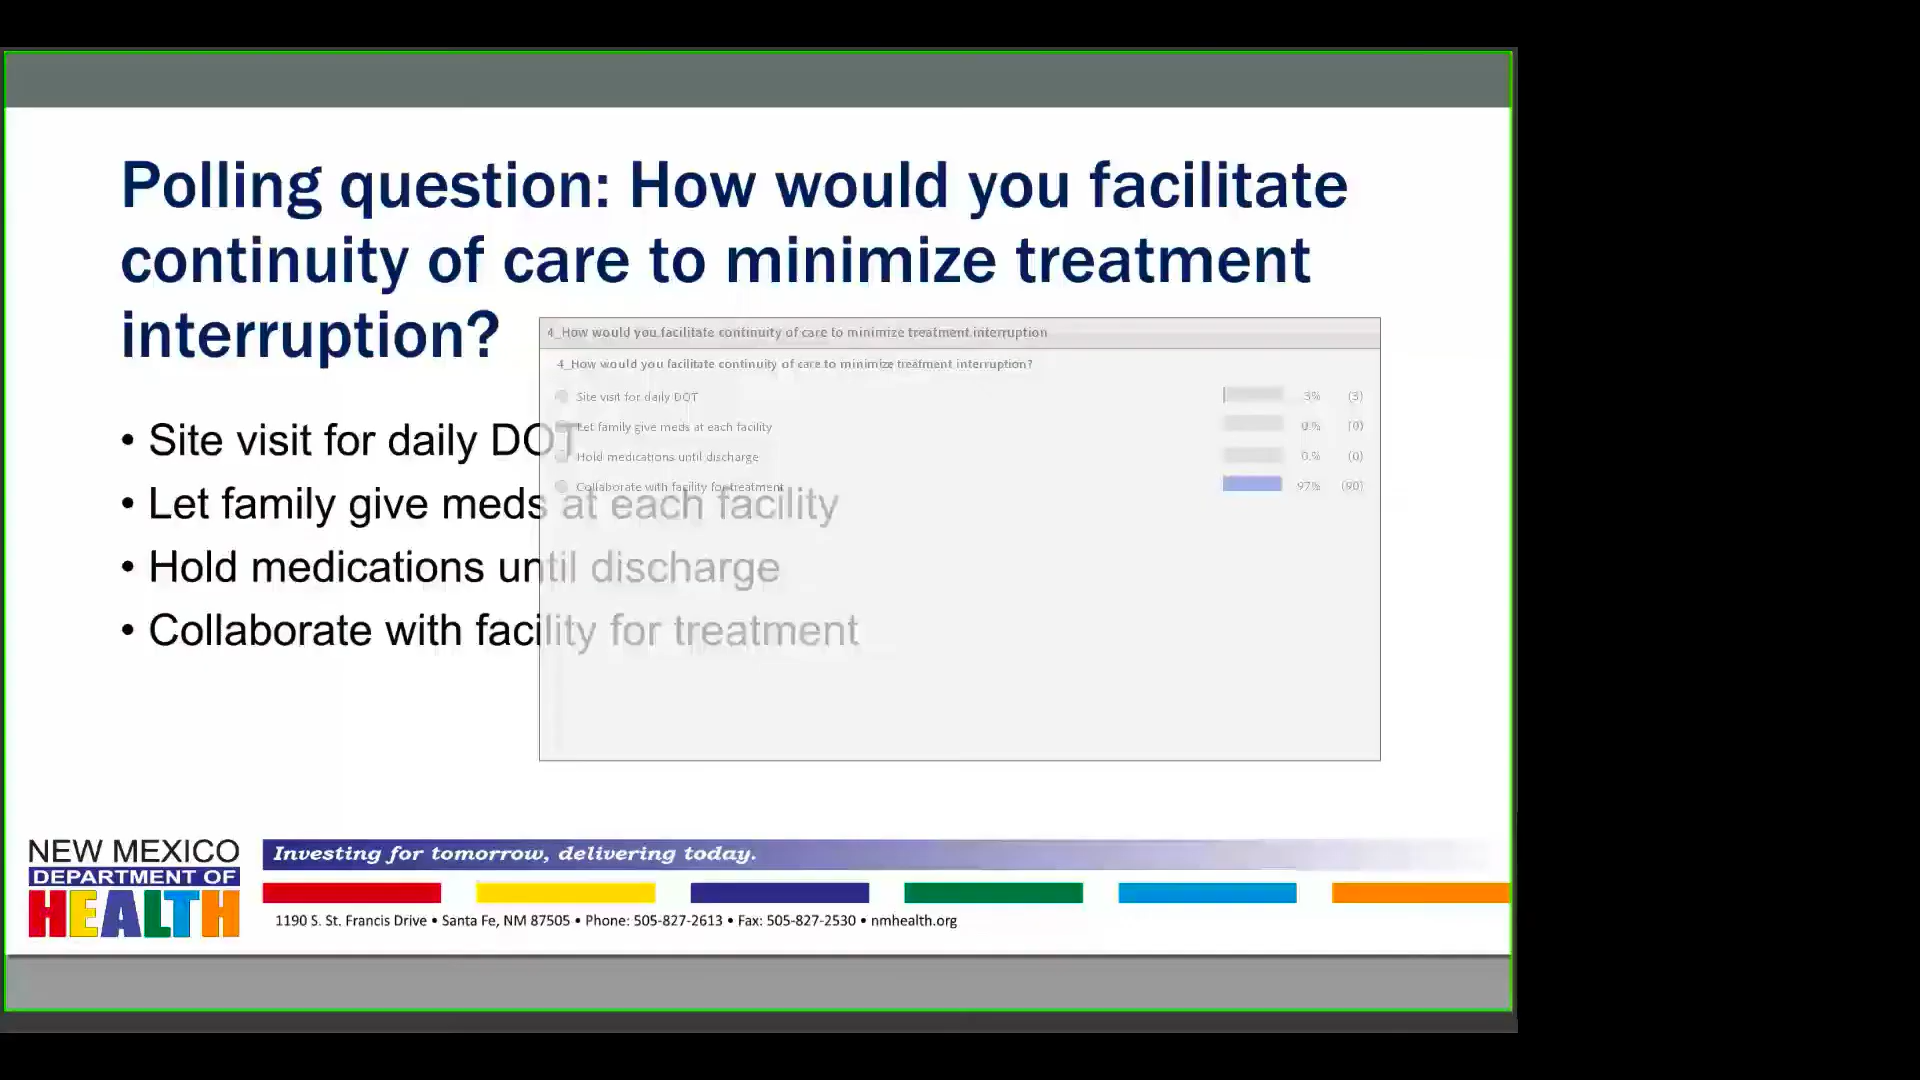 Polling question: How would you facilitate
continuity of care to minimize treatment
interruption?
• Site visit for daily DOT
• Let family give meds at each facility
• Hold medications until discharge
• Collaborate with facility for treatment
4_How would you facilitate continuity of care to minimize treatment interruption
4_How would you facilitate continuity of care to minimize treatment interruption?
Site visit for daily DOT 3% (3)
Let family give meds at each facility 0% (0)
Hold medications until discharge 0% (0)
Collaborate with facility for treatment 97% (90)
NEW MEXICO
DEPARTMENT OF
HEALTH
Investing for tomorrow, delivering today.
1190 S. St. Francis Drive • Santa Fe, NM 87505 • Phone: 505-827-2613 • Fax: 505-827-2530 • nmhealth.org